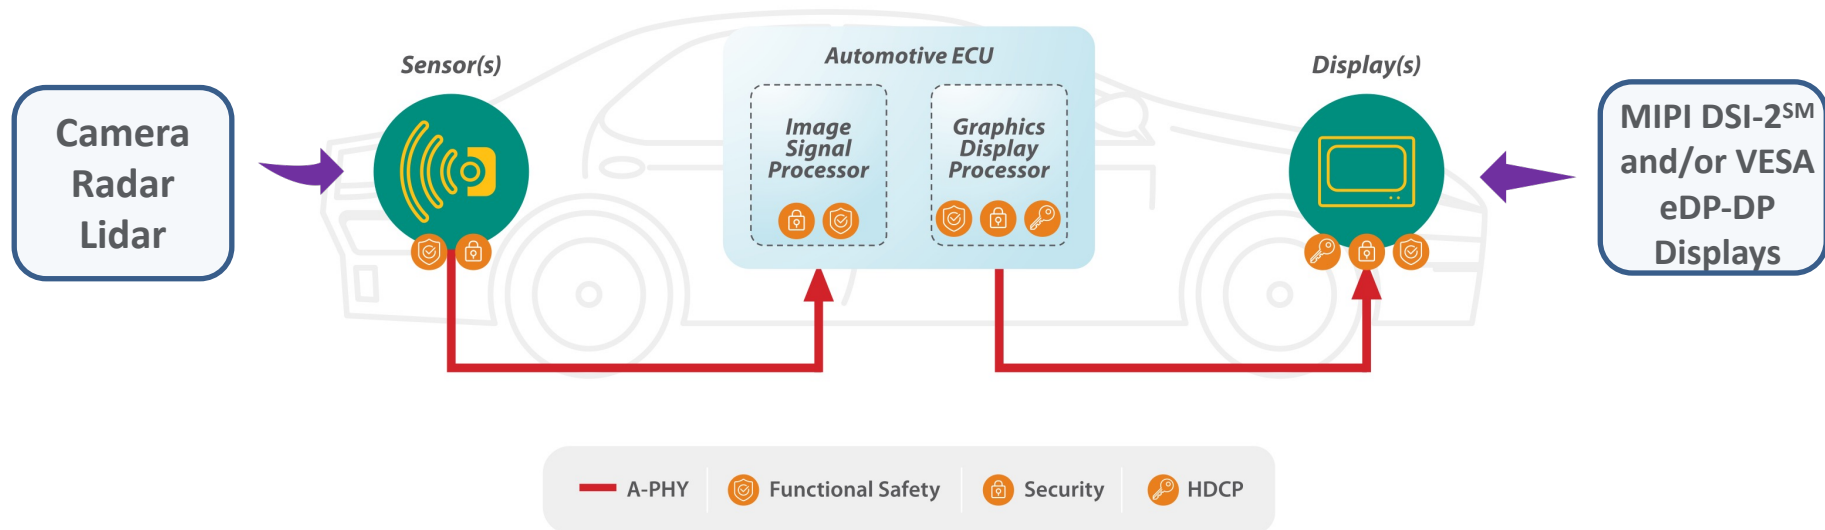 Sensor(s)
Camera
Radar
Lidar
Automotive ECU
Image
Signal
Processor
Graphics
Display
Processor
Display(s)
MIPI DSI-2SM
and/or VESA
eDP-DP
Displays
A-PHY
Functional Safety
Security
HDCP